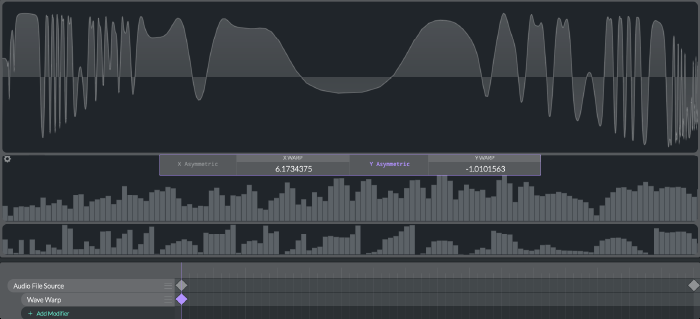 X Asymmetric
X WARP
6.1734375
Y Asymmetric
Y WARP
-1.0101563
Audio File Source
Wave Warp
+ Add Modifier